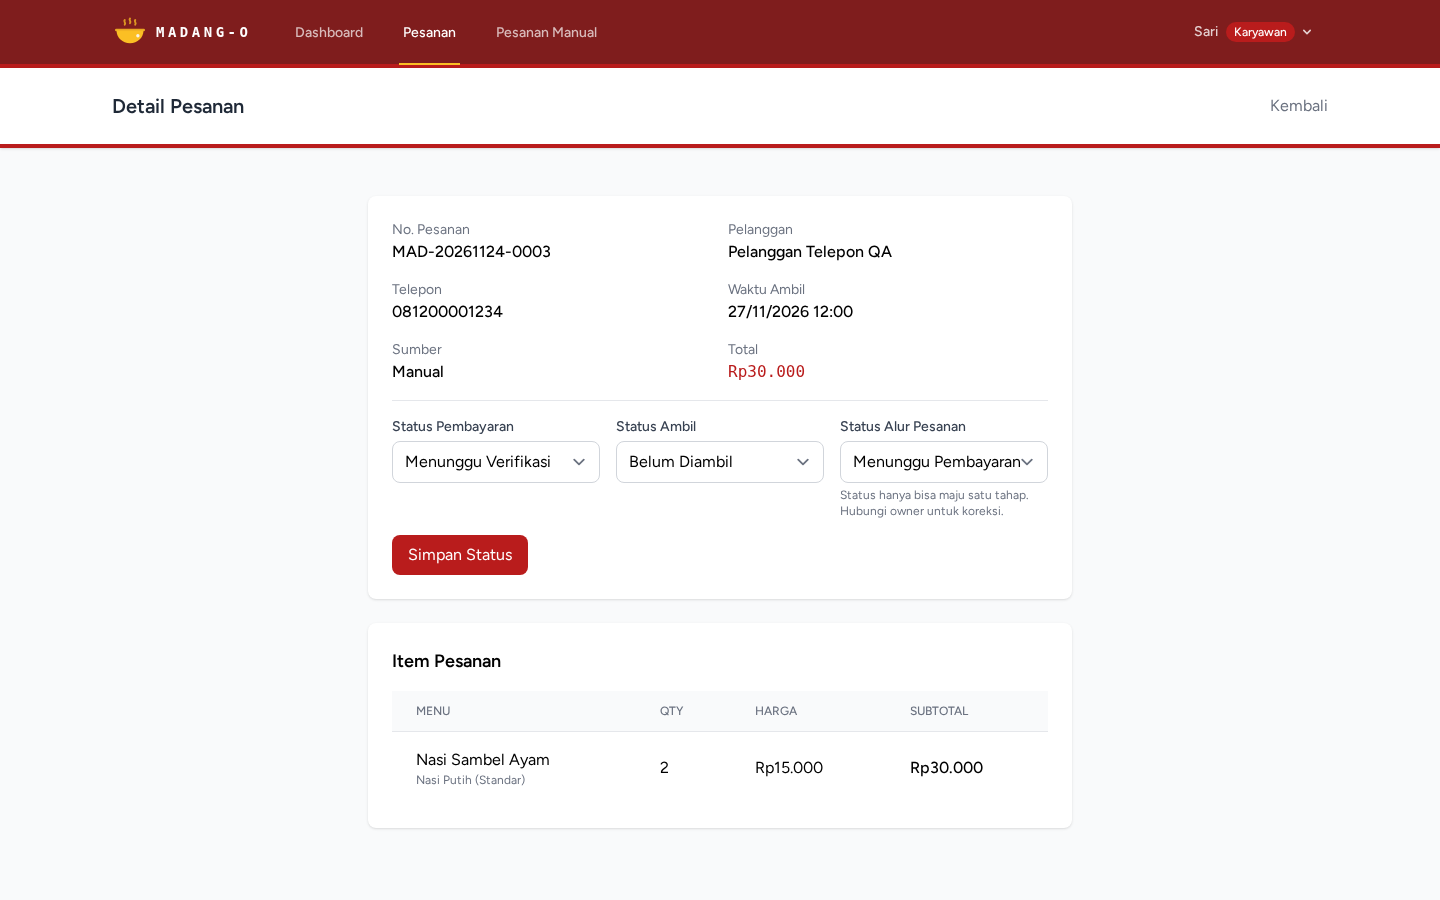 MADANG-O
Dashboard
Pesanan
Pesanan Manual
Sari
Karyawan
Detail Pesanan
Kembali
No. Pesanan
MAD-20261124-0003
Pelanggan
Pelanggan Telepon QA
Telepon
081200001234
Waktu Ambil
27/11/2026 12:00
Sumber
Manual
Total
Rp30.000
Status Pembayaran
Menunggu Verifikasi
Status Ambil
Belum Diambil
Status Alur Pesanan
Menunggu Pembayaran
Status hanya bisa maju satu tahap.
Hubungi owner untuk koreksi.
Simpan Status
Item Pesanan
MENU QTY HARGA SUBTOTAL
Nasi Sambel Ayam 2 Rp15.000 Rp30.000
Nasi Putih (Standar)